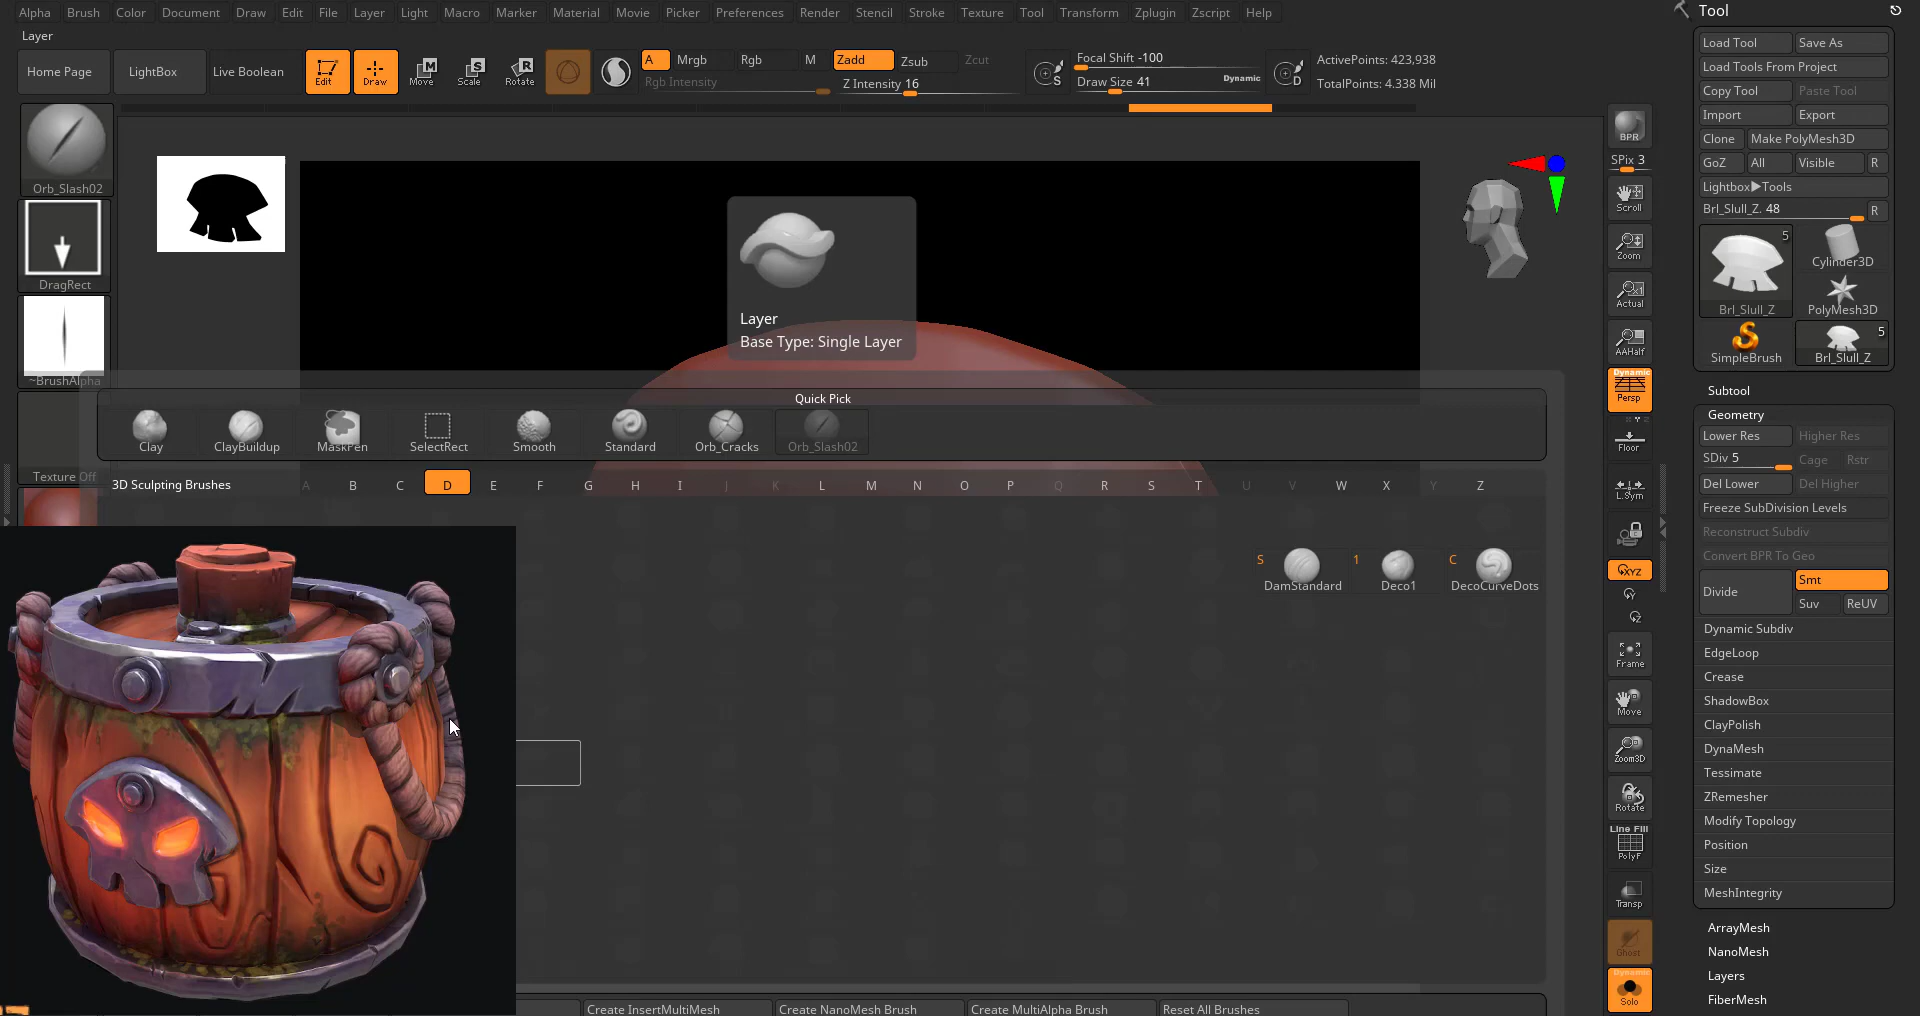 Alpha Brush Color Document Draw Edit File Layer Light Macro Marker Material Movie Picker Preferences Render Stencil Stroke Texture Tool Transform Zplugin Zscript Help
Layer
Home Page LightBox Live Boolean Edit Draw Move Scale Rotate
A Mrgb Rgb M Zadd Zsub Zcut
Rgb Intensity Z Intensity 16
Focal Shift -100
Draw Size 41 Dynamic
ActivePoints: 423,938
TotalPoints: 4.338 Mil
Orb_Slash02
DragRect
~BrushAlpha
Texture Off
Layer
Base Type: Single Layer
Quick Pick
Clay ClayBuildup MaskPen SelectRect Smooth Standard Orb_Cracks Orb_Slash02
3D Sculpting Brushes A B C D E F G H I J K L M N O P Q R S T U V W X Y Z
S DamStandard 1 Deco1 C DecoCurveDots
Create InsertMultiMesh Create NanoMesh Brush Create MultiAlpha Brush Reset All Brushes
BPR
SPix 3
Scroll
Zoom
Actual
AAHalf
Dynamic
Persp
Floor
L.Sym
XYZ
Y
Z
Frame
Move
Zoom3D
Rotate
Line Fill
PolyF
Transp
Ghost
Dynamic
Solo
Tool
Load Tool Save As
Load Tools From Project
Copy Tool Paste Tool
Import Export
Clone Make PolyMesh3D
GoZ All Visible R
Lightbox▶Tools
Brl_Slull_Z. 48 R
5
Brl_Slull_Z
Cylinder3D
PolyMesh3D
SimpleBrush
5
Brl_Slull_Z
Subtool
Geometry
Lower Res Higher Res
SDiv 5 Cage Rstr
Del Lower Del Higher
Freeze SubDivision Levels
Reconstruct Subdiv
Convert BPR To Geo
Divide Smt
Suv ReUV
Dynamic Subdiv
EdgeLoop
Crease
ShadowBox
ClayPolish
DynaMesh
Tessimate
ZRemesher
Modify Topology
Position
Size
MeshIntegrity
ArrayMesh
NanoMesh
Layers
FiberMesh